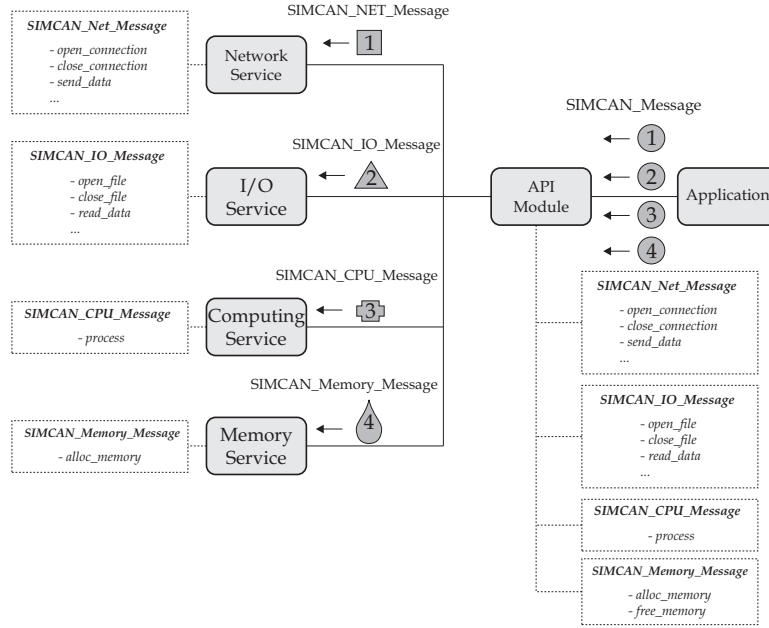 SIMCAN_NET_Message
SIMCAN_Net_Message
- open_connection
- close_connection
- send_data
...
Network
Service
1
SIMCAN_IO_Message
- open_file
- close_file
- read_data
...
I/O
Service
SIMCAN_IO_Message
2
SIMCAN_CPU_Message
- process
Computing
Service
SIMCAN_CPU_Message
3
SIMCAN_Memory_Message
- alloc_memory
Memory
Service
SIMCAN_Memory_Message
4
API
Module
SIMCAN_Message
1
2
3
4
Application
SIMCAN_Net_Message
- open_connection
- close_connection
- send_data
...
SIMCAN_IO_Message
- open_file
- close_file
- read_data
...
SIMCAN_CPU_Message
- process
SIMCAN_Memory_Message
- alloc_memory
- free_memory